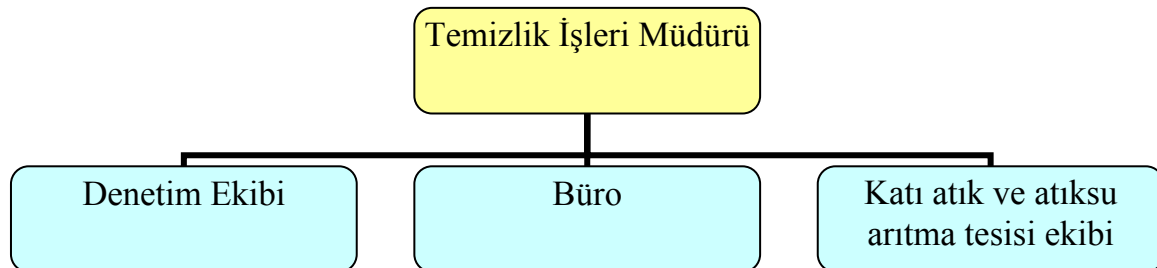 Temizlik İşleri Müdürü
Denetim Ekibi
Büro
Katı atık ve atıksu
arıtma tesisi ekibi